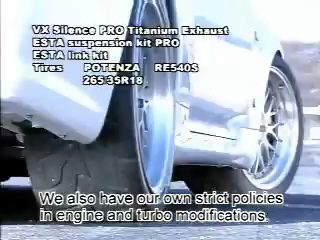 VX Silence PRO Titanium Exhaust
ESTA suspension kit PRO
ESTA link kit
Tires POTENZA RE540S
265/35R18
We also have our own strict policies
in engine and turbo modifications.